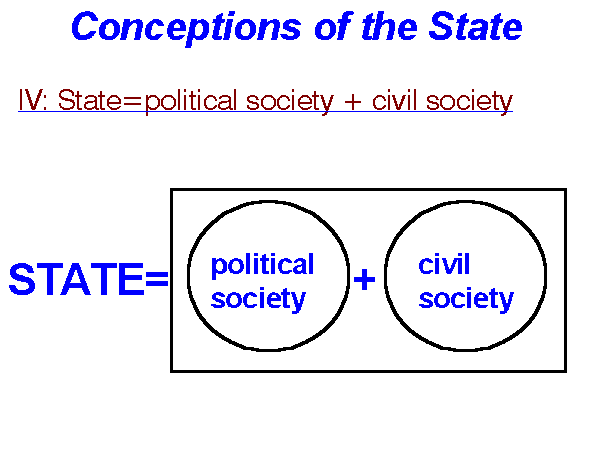 Conceptions of the State
IV: State=political society + civil society
STATE=
political
society
+
civil
society